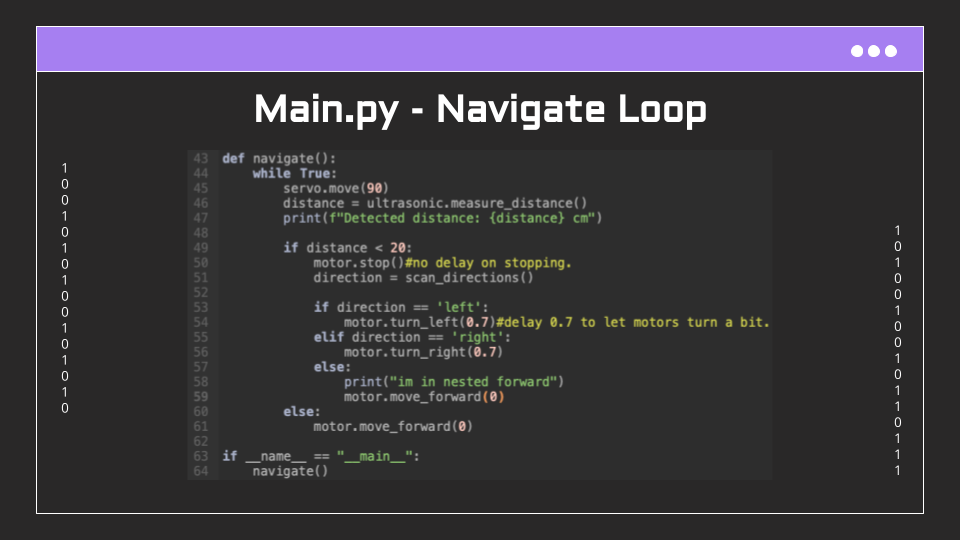 Main.py - Navigate Loop
1
0
0
1
0
1
0
1
0
0
1
0
1
0
1
0
43 def navigate():
44     while True:
45         servo.move(90)
46         distance = ultrasonic.measure_distance()
47         print(f"Detected distance: {distance} cm")
48
49         if distance < 20:
50             motor.stop()#no delay on stopping.
51             direction = scan_directions()
52
53             if direction == 'left':
54                 motor.turn_left(0.7)#delay 0.7 to let motors turn a bit.
55             elif direction == 'right':
56                 motor.turn_right(0.7)
57             else:
58                 print("im in nested forward")
59                 motor.move_forward(0)
60         else:
61             motor.move_forward(0)
62
63 if __name__ == "__main__":
64     navigate()
1
0
1
0
0
1
0
0
1
0
1
1
0
1
1
1